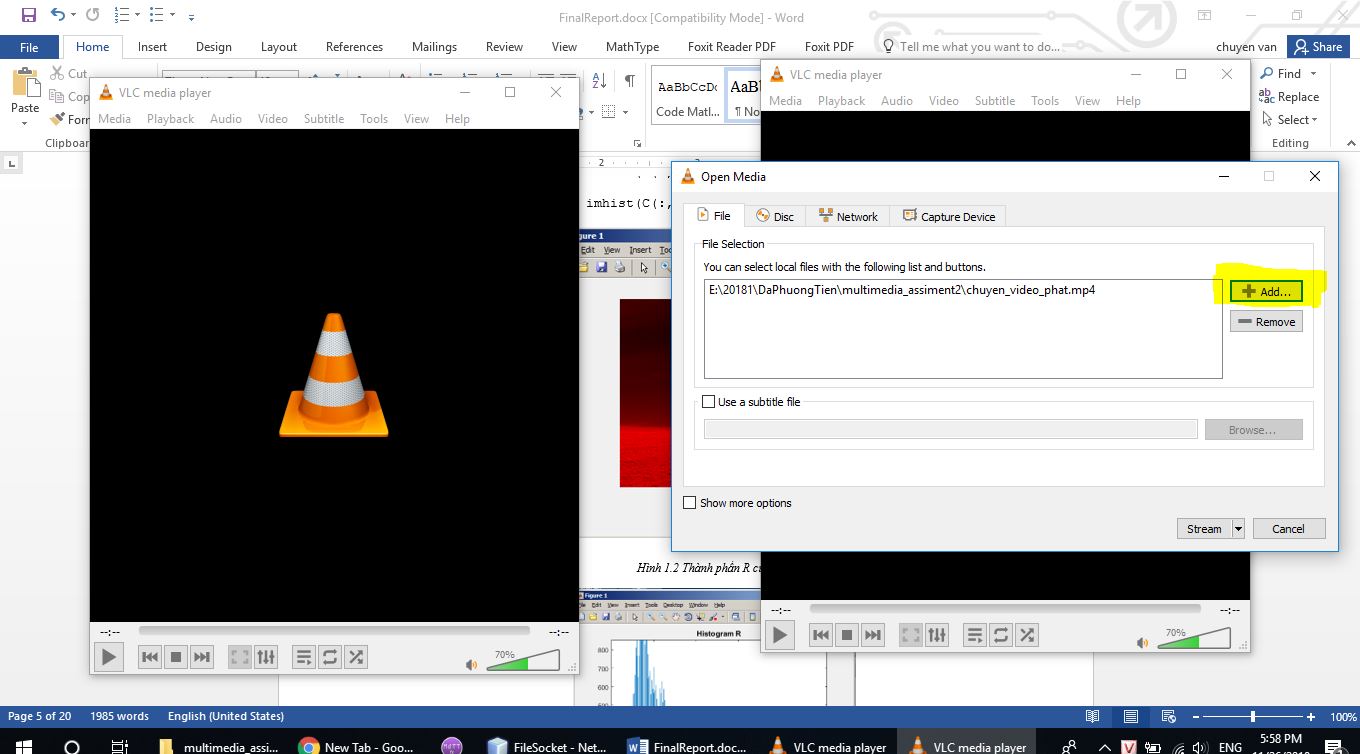 FinalReport.docx [Compatibility Mode] - Word
File Home Insert Design Layout References Mailings Review View MathType Foxit Reader PDF Foxit PDF Tell me what you want to do... chuyen van Share
Paste
Cut
Clipboar
AaBbCcDc AaBb
Code Matl... ¶ No
Find
Replace
Select
Editing
VLC media player
Media Playback Audio Video Subtitle Tools View Help
--:-- --:--
70%
VLC media player
Media Playback Audio Video Subtitle Tools View Help
Open Media
File Disc Network Capture Device
File Selection
You can select local files with the following list and buttons.
E:\20181\DaPhuongTien\multimedia_assiment2\chuyen_video_phat.mp4
Add...
Remove
Use a subtitle file
Browse...
Show more options
Stream Cancel
--:-- --:--
70%
imhist(C(:,
gure 1
Edit View Insert
Hình 1.2 Thành phần R
Figure 1
Edit View Insert Tools Desktop Window Help
Histogram R
800
700
600
Page 5 of 20 1985 words English (United States) 100%
multimedia_assi... New Tab - Goo... FileSocket - Net... FinalReport.docx... VLC media player VLC media player ENG 5:58 PM